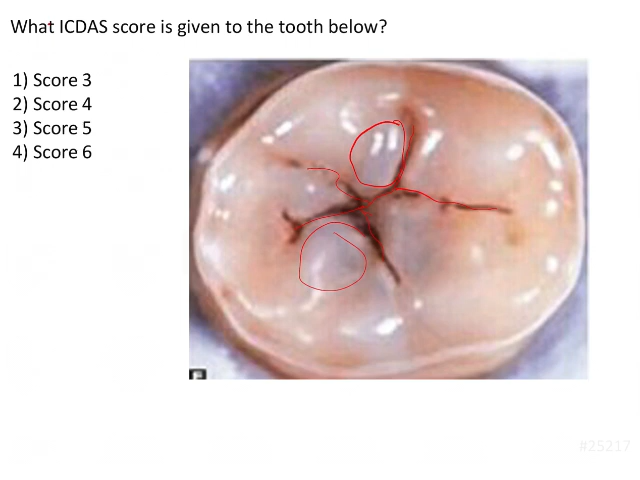 What ICDAS score is given to the tooth below?
1) Score 3
2) Score 4
3) Score 5
4) Score 6
#25217